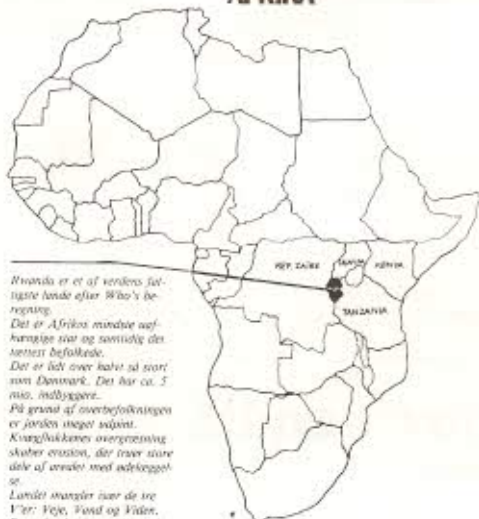 AFRIKA
REP. ZAÏRE
UGANDA
KENYA
TANZANIA
Rwanda er et af verdens fat-
tigste lande efter Who's be-
regning.
Det er Afrikas mindste uaf-
hængige stat og samtidig det
tættest befolkede.
Det er lidt over halvt så stort
som Danmark. Det har ca. 5
mio. indbyggere.
På grund af overbefolkningen
er jorden meget udpint.
Kvægflokkenes overgræsning
skaber erosion, der truer store
dele af arealet med ødelæggel-
se.
Landet mangler især de tre
V'er: Veje, Vand og Viden.